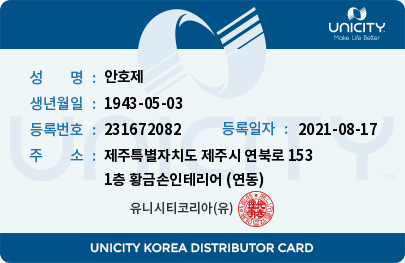 UNICITY
Make Life Better
성 명 : 안호제
생년월일 : 1943-05-03
등록번호 : 231672082 등록일자 : 2021-08-17
주 소 : 제주특별자치도 제주시 연북로 153
1층 황금손인테리어 (연동)
유니시티코리아(유)
UNICITY
UNICITY KOREA DISTRIBUTOR CARD